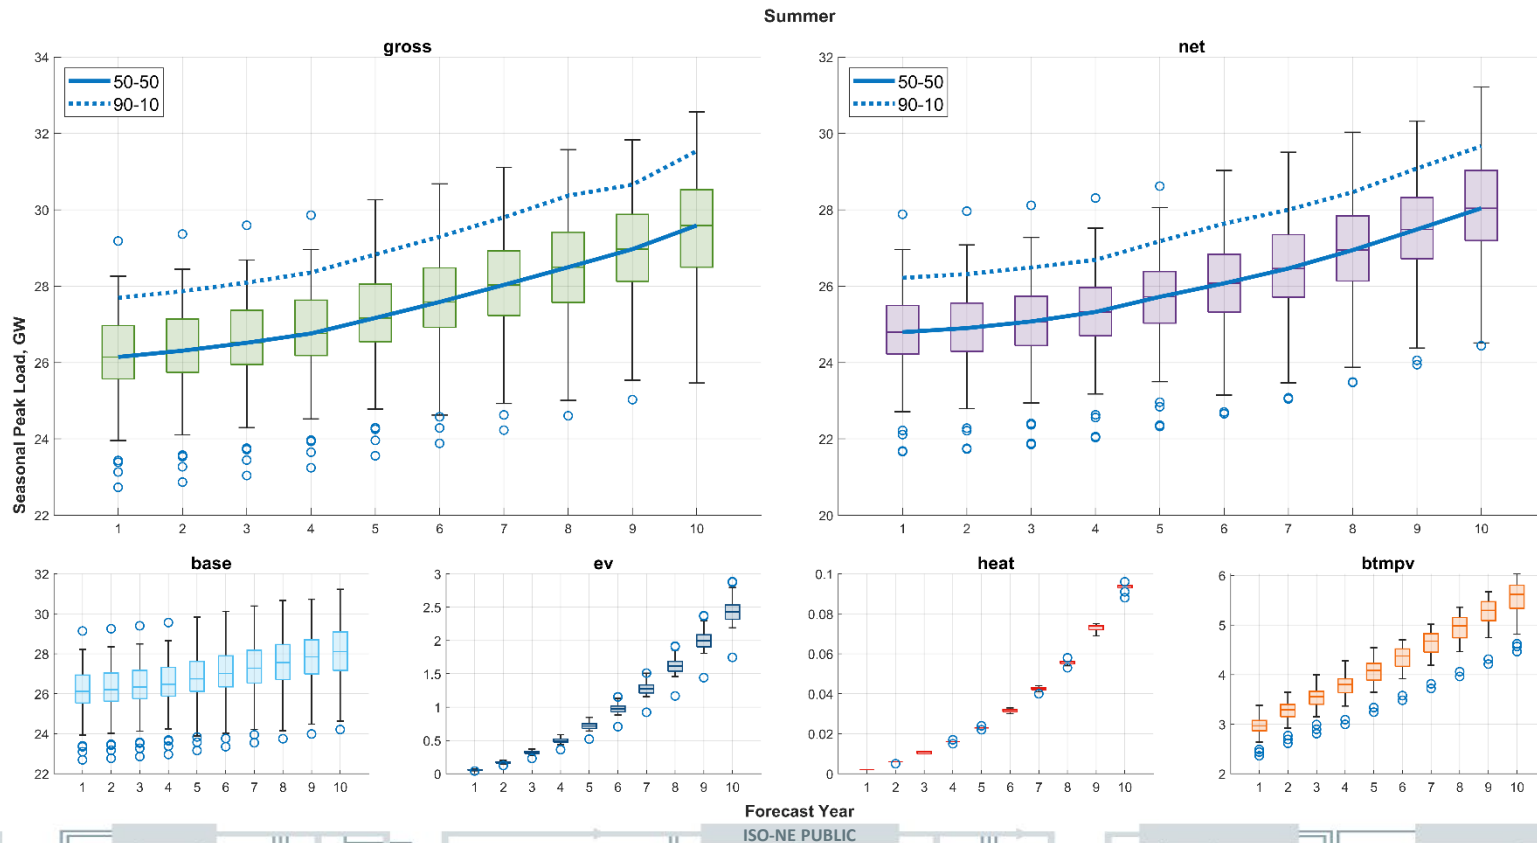 Summer
gross
net
Seasonal Peak Load, GW
34
32
30
28
26
24
22
50-50
90-10
1 2 3 4 5 6 7 8 9 10
32
30
28
26
24
22
20
50-50
90-10
1 2 3 4 5 6 7 8 9 10
base
32
30
28
26
24
22
1 2 3 4 5 6 7 8 9 10
ev
3
2.5
2
1.5
1
0.5
0
1 2 3 4 5 6 7 8 9 10
heat
0.1
0.08
0.06
0.04
0.02
0
1 2 3 4 5 6 7 8 9 10
btmpv
6
5
4
3
2
1 2 3 4 5 6 7 8 9 10
Forecast Year
ISO-NE PUBLIC